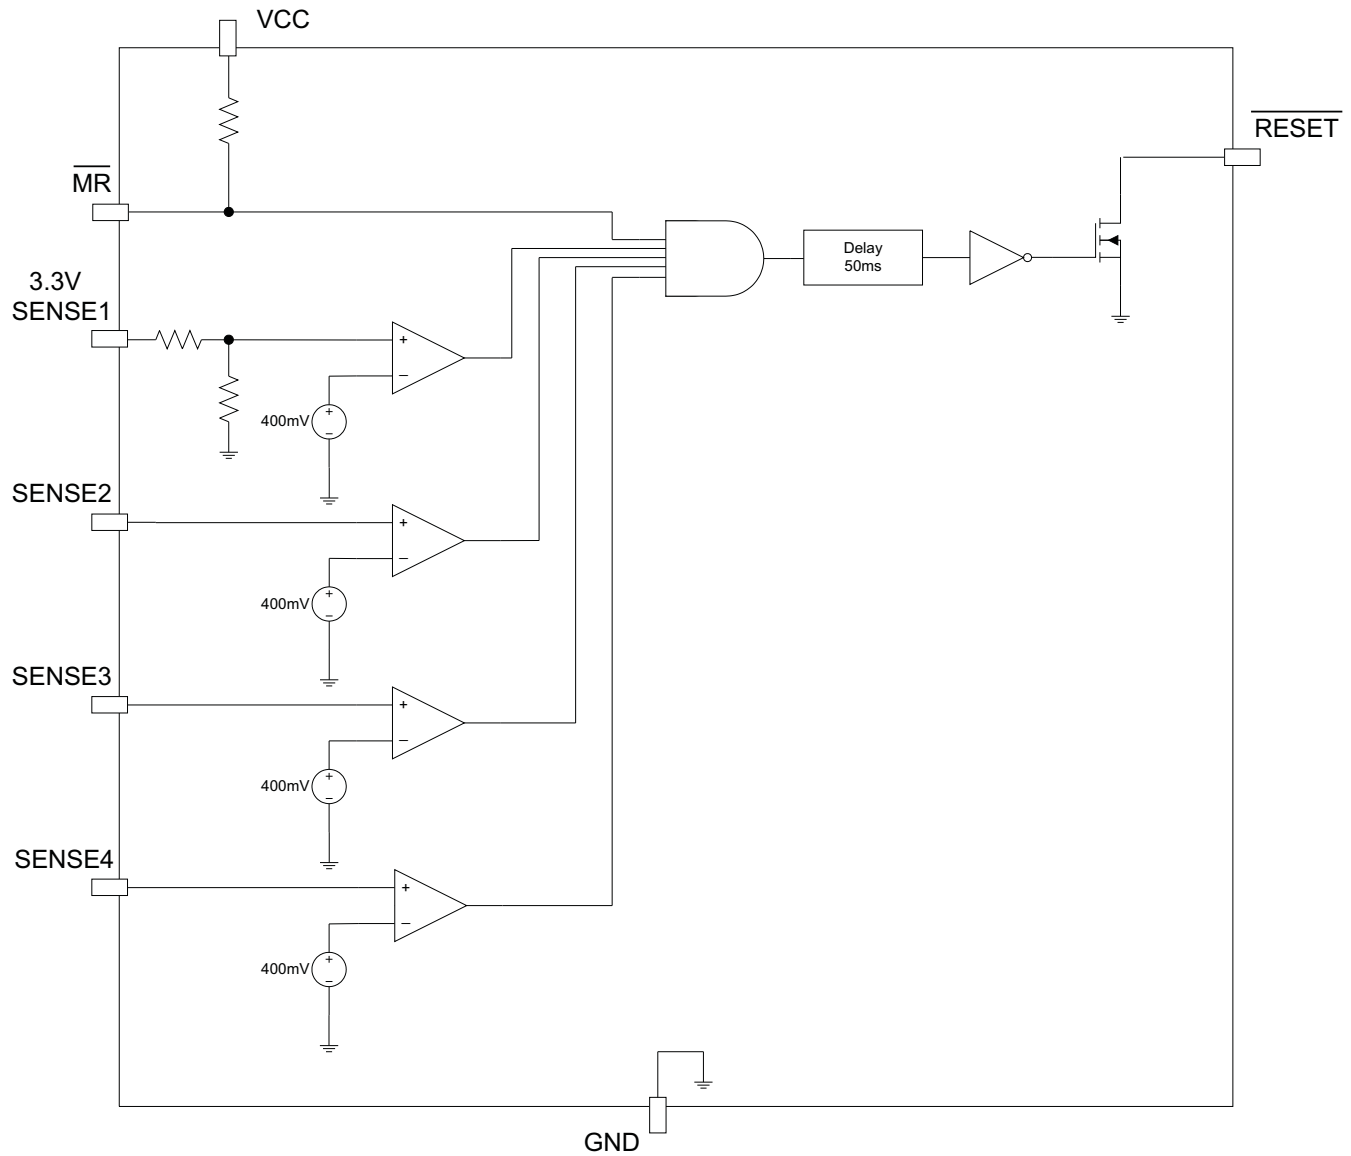 VCC
RESET
MR
Delay
50ms
3.3V
SENSE1
+
−
400mV
+
−
SENSE2
+
−
400mV
+
−
SENSE3
+
−
400mV
+
−
SENSE4
+
−
400mV
+
−
GND